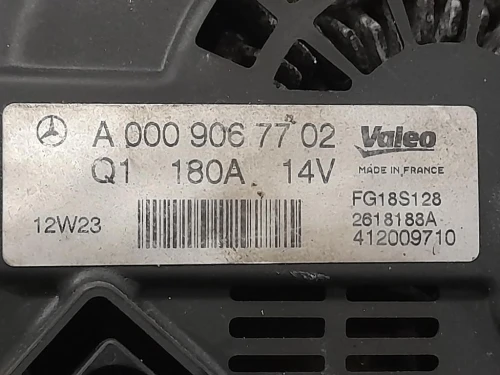 A 000 906 77 02
Valeo
Q1 180A 14V
MADE IN FRANCE
12W23
FG18S128
2618188A
412009710